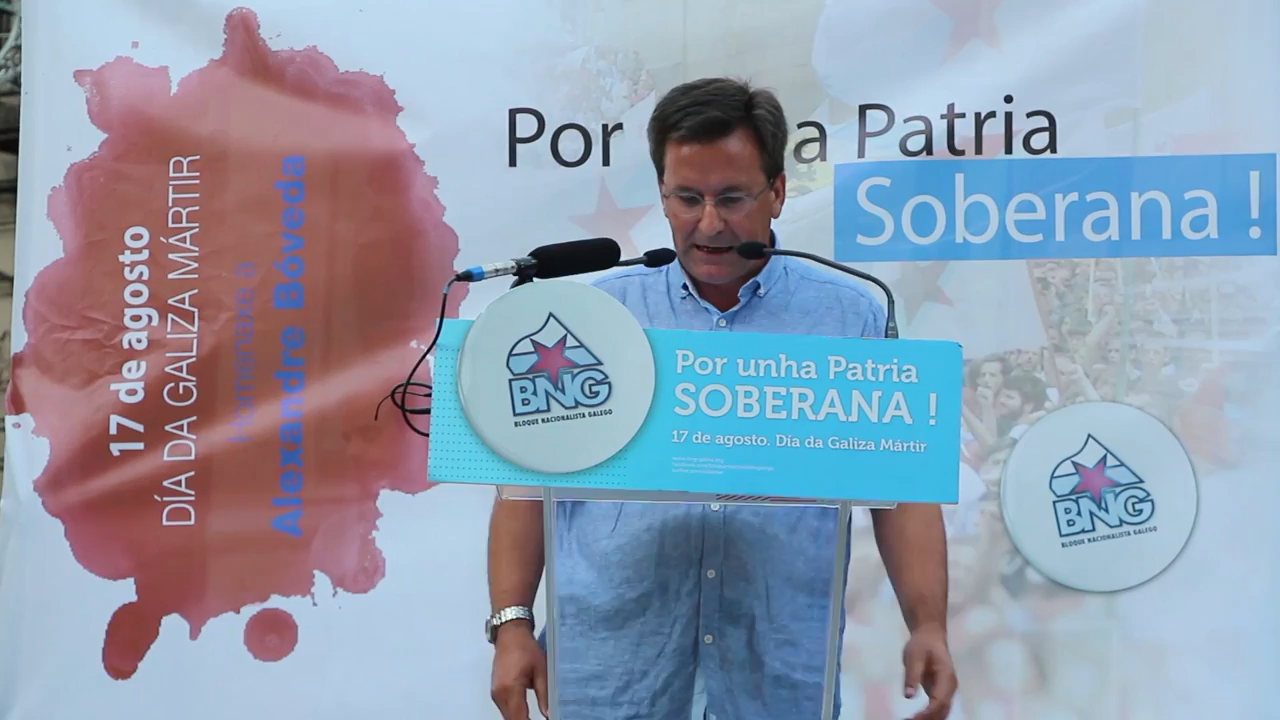 17 de agosto
DÍA DA GALIZA MÁRTIR
Homenaxe a
Alexandre Bóveda
Por a Patria
Soberana !
BNG
BLOQUE NACIONALISTA GALEGO
Por unha Patria
SOBERANA !
17 de agosto. Día da Galiza Mártir
BNG
BLOQUE NACIONALISTA GALEGO